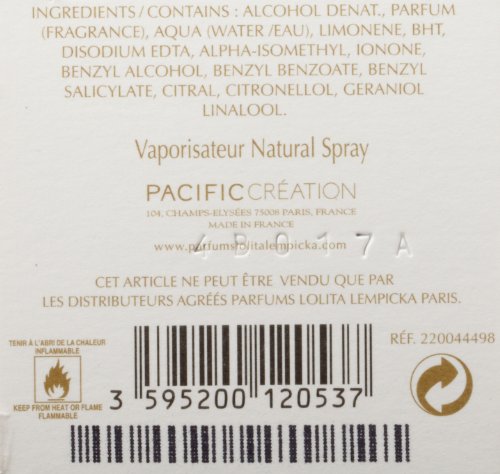 INGREDIENTS/CONTAINS : ALCOHOL DENAT., PARFUM
(FRAGRANCE), AQUA (WATER /EAU), LIMONENE, BHT,
DISODIUM EDTA, ALPHA-ISOMETHYL, IONONE,
BENZYL ALCOHOL, BENZYL BENZOATE, BENZYL
SALICYLATE, CITRAL, CITRONELLOL, GERANIOL
LINALOOL.
Vaporisateur Natural Spray
PACIFICCRÉATION
104, CHAMPS-ELYSÉES 75008 PARIS, FRANCE
MADE IN FRANCE
www.parfumslolitalempicka.com
4B017A
CET ARTICLE NE PEUT ÊTRE VENDU QUE PAR
LES DISTRIBUTEURS AGRÉÉS PARFUMS LOLITA LEMPICKA PARIS.
TENIR À L'ABRI DE LA CHALEUR
INFLAMMABLE
KEEP FROM HEAT OR FLAME
FLAMMABLE
3 595200 120537
RÉF. 220044498